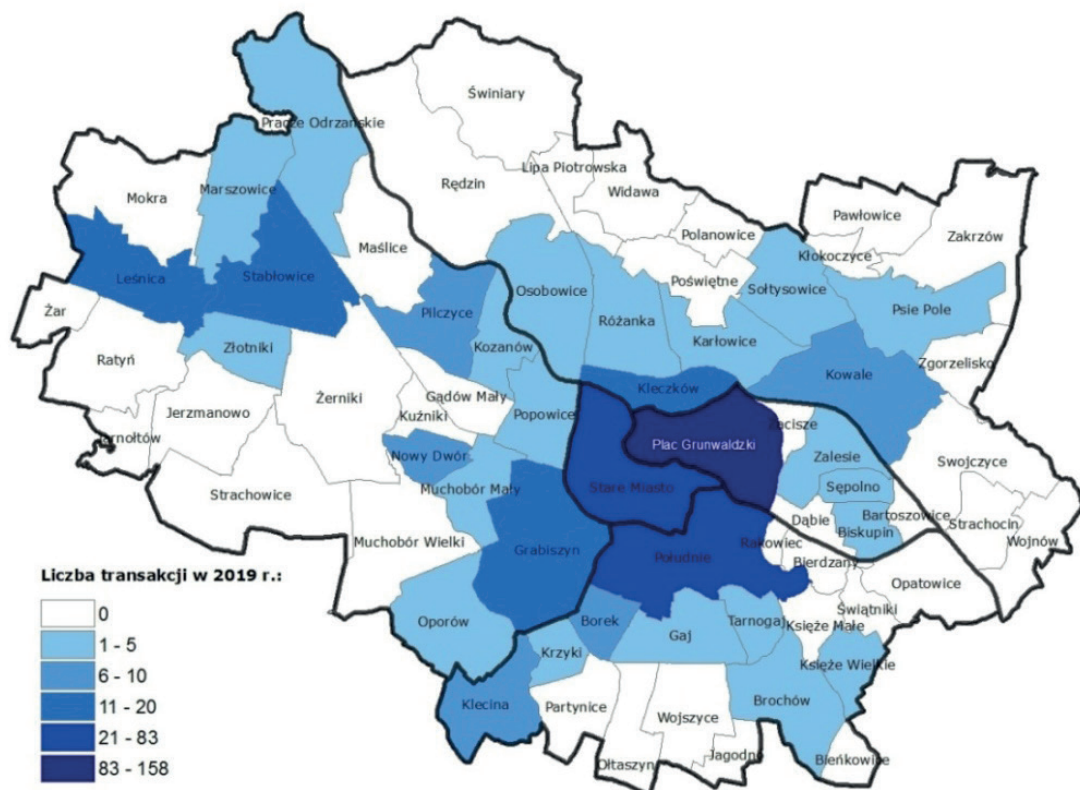 Świniary
Pracze Odrzańskie
Lipa Piotrowska
Rędzin
Widawa
Mokra
Marszowice
Pawłowice
Polanowice
Zakrzów
Kłokoczyce
Maślice
Leśnica
Stabłowice
Poświętne
Osobowice
Sołtysowice
Żar
Pilczyce
Różanka
Psie Pole
Złotniki
Kozanów
Karłowice
Ratyń
Zgorzelisko
Kowale
Kleczków
Żerniki
Gądów Mały
Jerzmanowo
Kuźniki
Popowice
Zacisze
Jarnołtów
Płac Grunwaldzki
Nowy Dwór
Zalesie
Swojczyce
Strachowice
Muchobór Mały
Stare Miasto
Sępolno
Bartoszowice
Dąbie
Biskupin
Strachocin
Muchobór Wielki
Rakowiec
Wojnów
Grabiszyn
Południe
Bierdzany
Opatowice
Liczba transakcji w 2019 r.:
0
1 - 5
6 - 10
11 - 20
21 - 83
83 - 158
Oporów
Borek
Świątniki
Tarnogaj
Księże Małe
Gaj
Krzyki
Księże Wielkie
Brochów
Klecina
Partynice
Wojszyce
Jagodno
Ołtaszyn
Bieńkowice